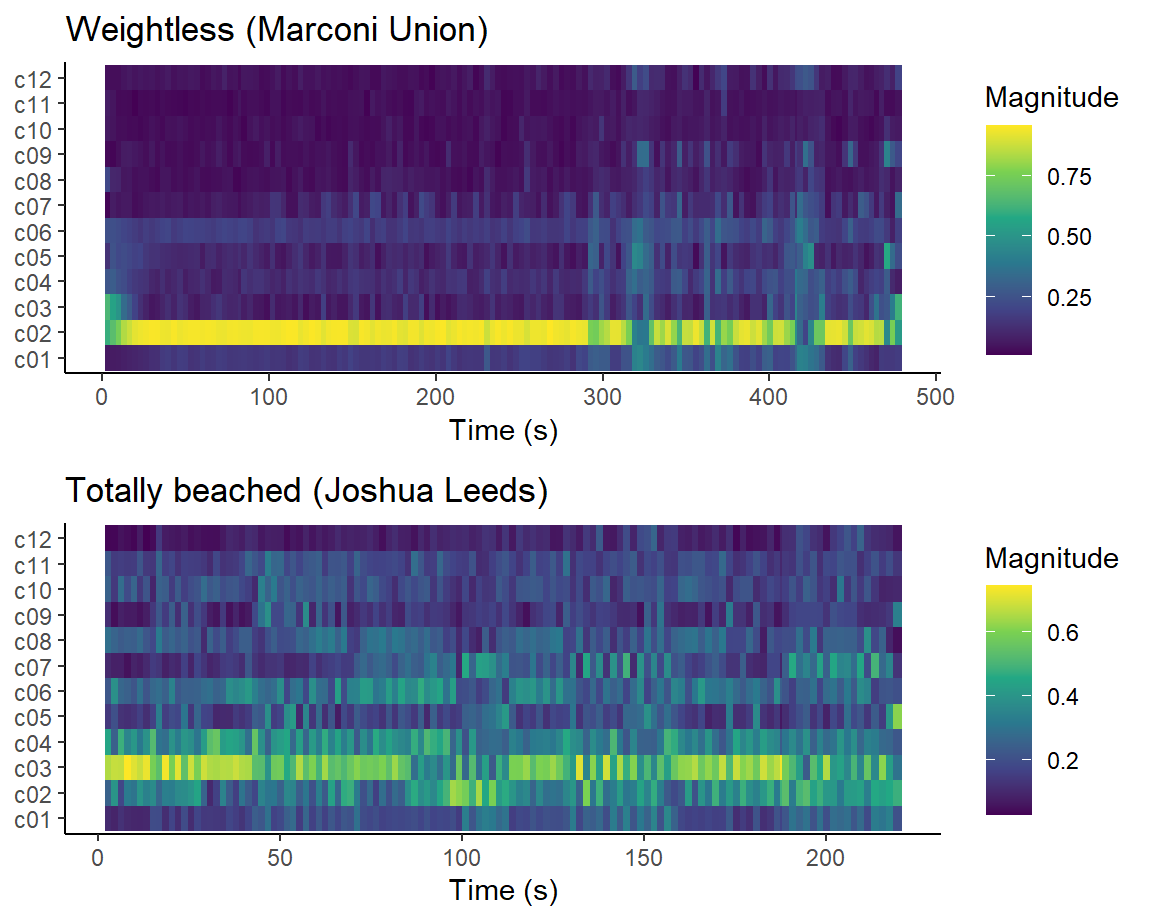 Weightless (Marconi Union)
c12
c11
c10
c09
c08
c07
c06
c05
c04
c03
c02
c01
0 100 200 300 400 500
Time (s)
Magnitude
0.75
0.50
0.25
Totally beached (Joshua Leeds)
c12
c11
c10
c09
c08
c07
c06
c05
c04
c03
c02
c01
0 50 100 150 200
Time (s)
Magnitude
0.6
0.4
0.2